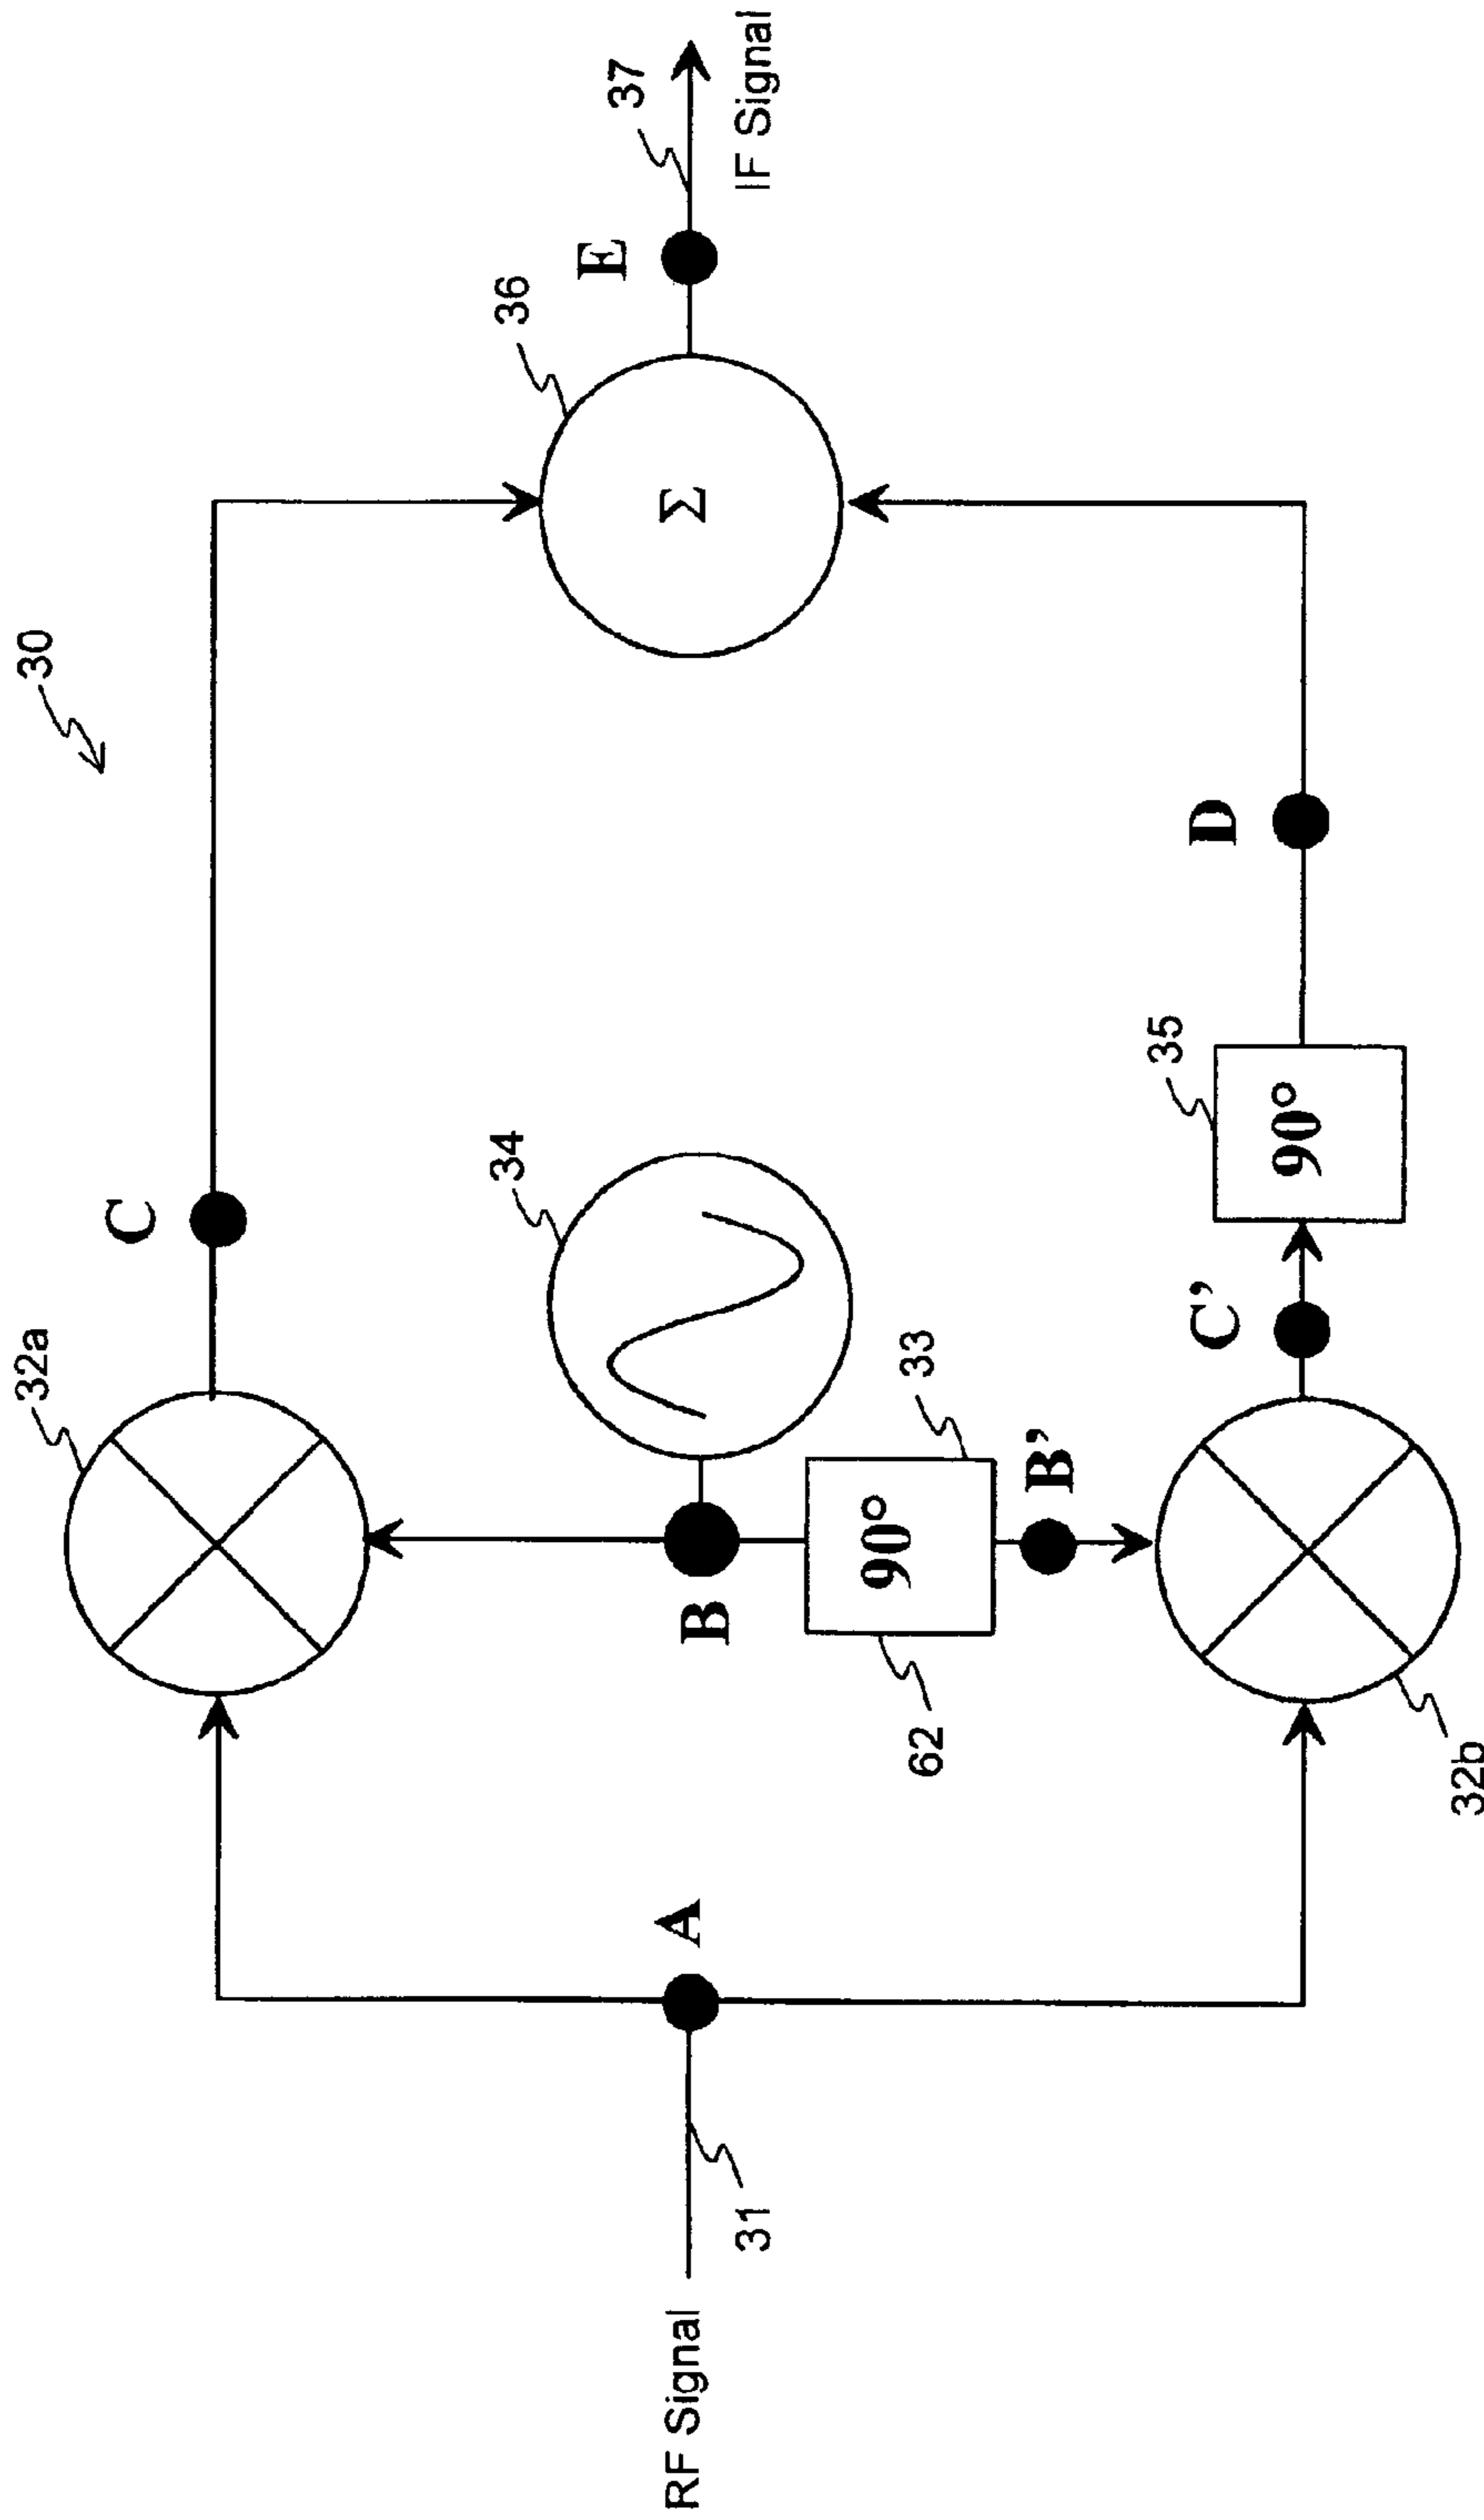 30
32a
C
34
36
E
37
IF Signal
Σ
B
90°
33
62
B’
A
RF Signal
31
C’
35
90°
D
32b